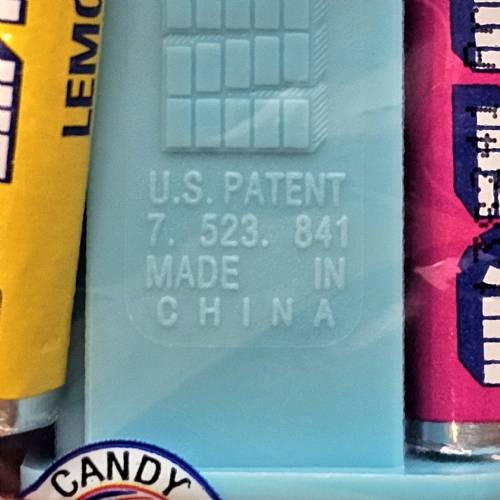 LEMO
U.S. PATENT
7. 523. 841
MADE IN
CHINA
CANDY